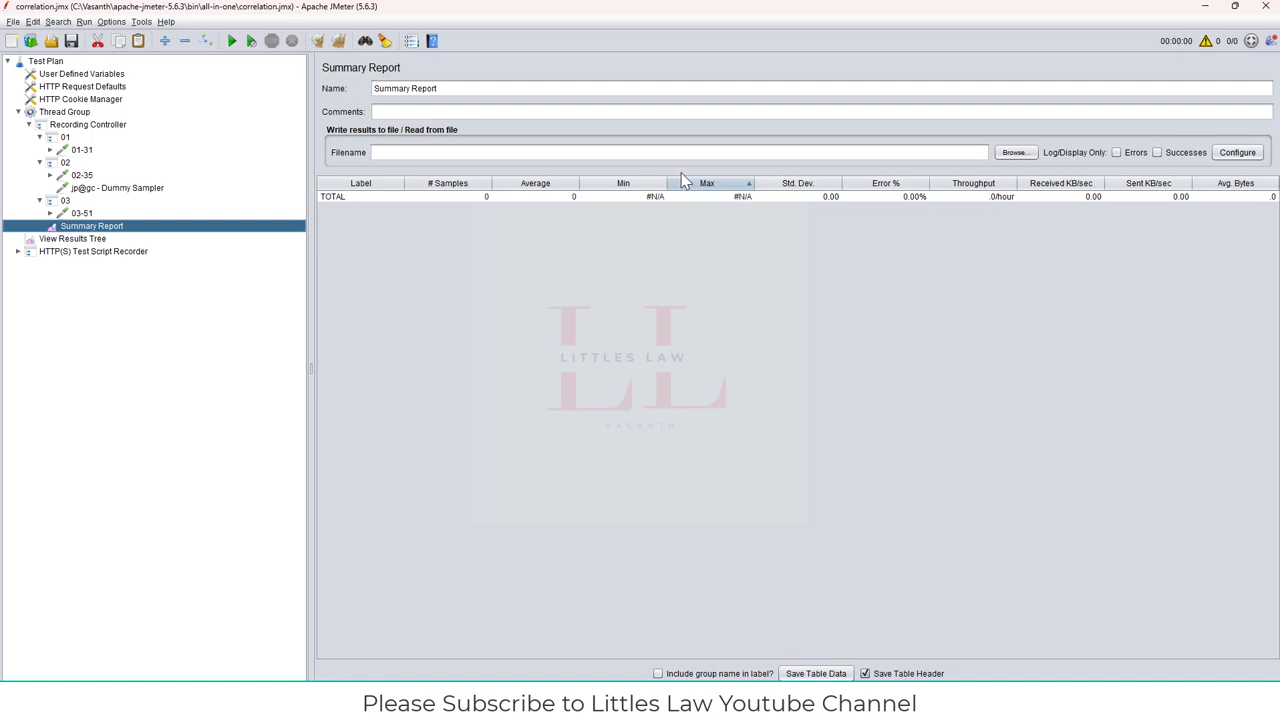 correlation.jmx (C:\Vasanth\apache-jmeter-5.6.3\bin\all-in-one\correlation.jmx) - Apache JMeter (5.6.3)
File Edit Search Run Options Tools Help
00:00:00 0 0/0
Test Plan
User Defined Variables
HTTP Request Defaults
HTTP Cookie Manager
Thread Group
Recording Controller
01
01-31
02
02-35
jp@gc - Dummy Sampler
03
03-51
Summary Report
View Results Tree
HTTP(S) Test Script Recorder
Summary Report
Name: Summary Report
Comments:
Write results to file / Read from file
Filename Browse... Log/Display Only: Errors Successes Configure
Label # Samples Average Min Max Std. Dev. Error % Throughput Received KB/sec Sent KB/sec Avg. Bytes
TOTAL 0 0 #N/A #N/A 0.00 0.00% .0/hour 0.00 0.00 .0
LL
LITTLES LAW
LL
VASANTH
Include group name in label? Save Table Data Save Table Header
Please Subscribe to Littles Law Youtube Channel